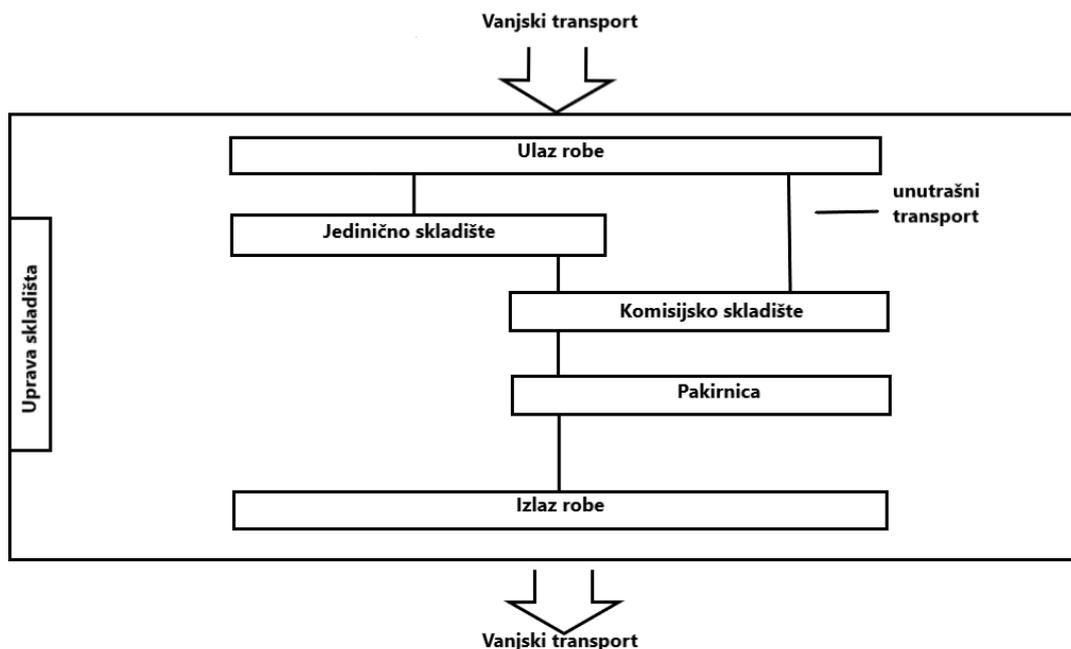 Vanjski transport
Ulaz robe
unutrašni
transport
Jedinično skladište
Uprava skladišta
Komisijsko skladište
Pakirnica
Izlaz robe
Vanjski transport